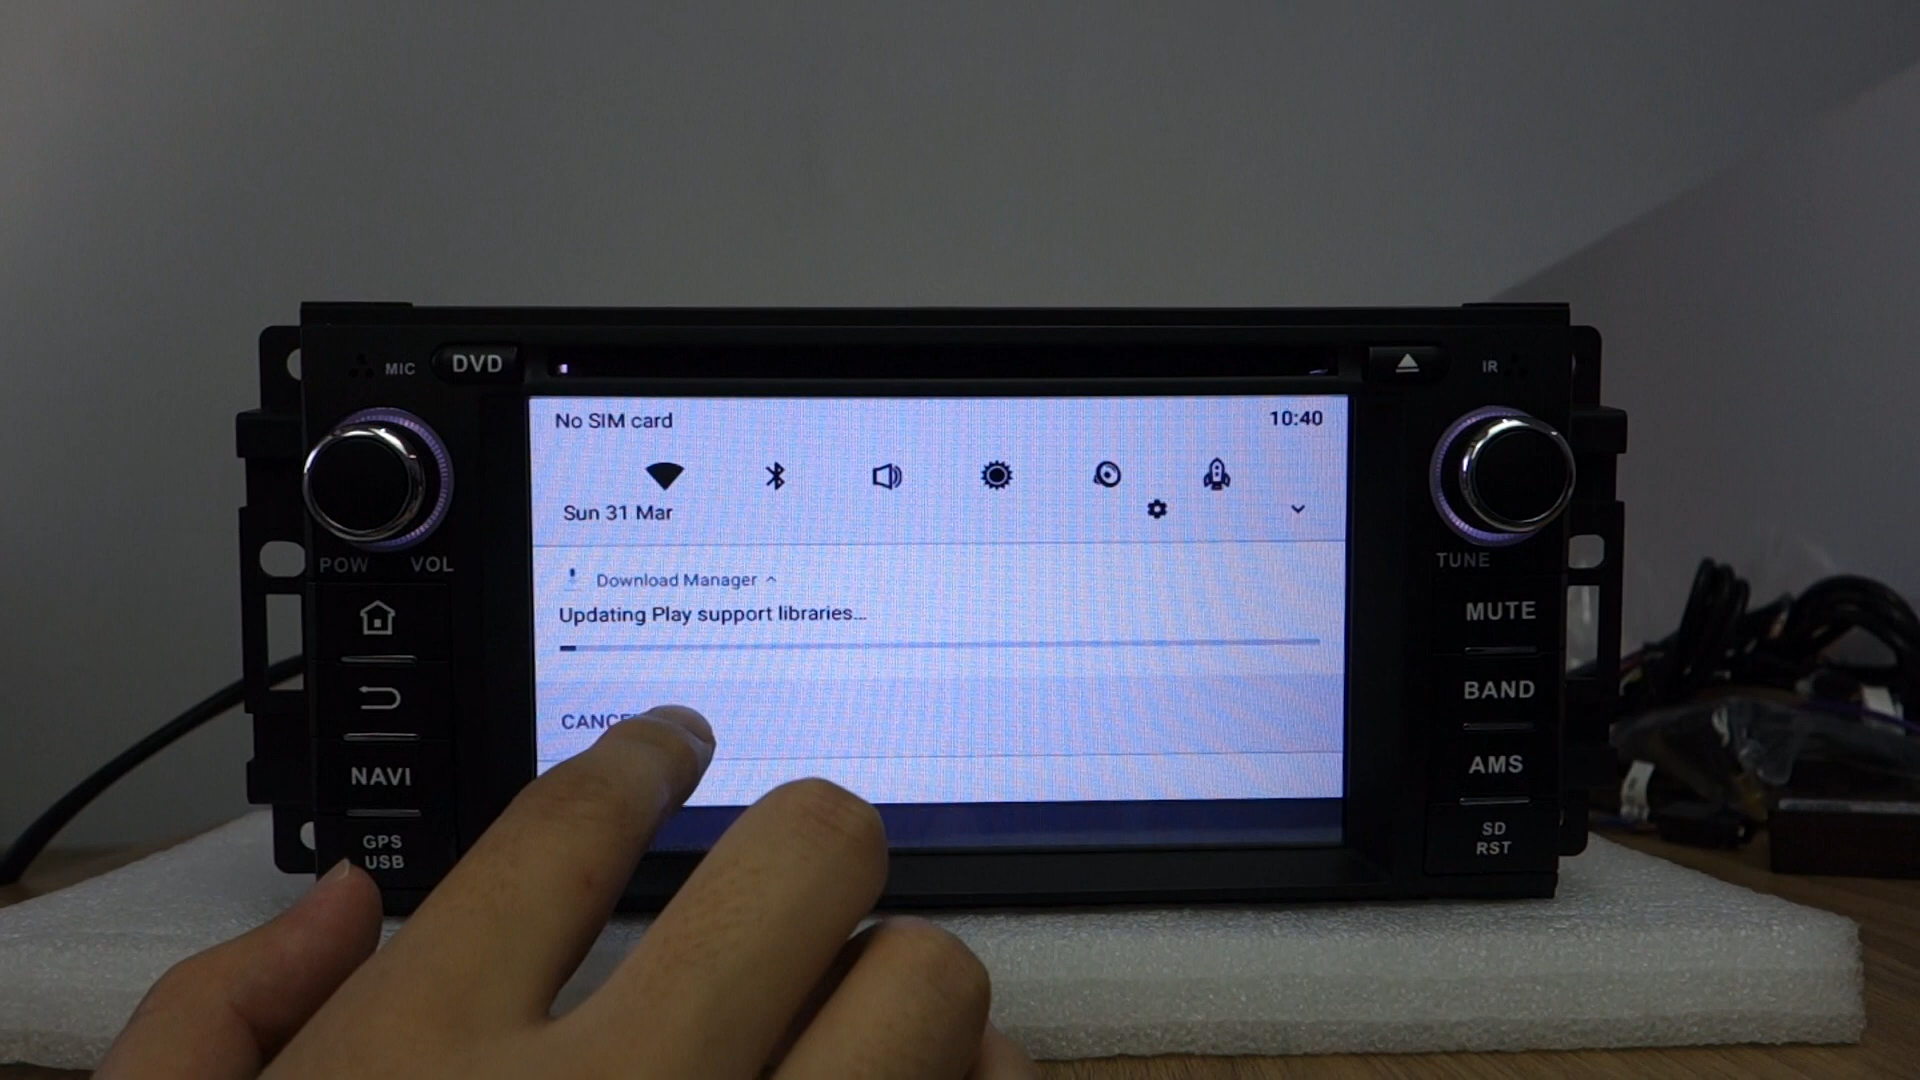 MIC
DVD
IR
No SIM card
10:40
Sun 31 Mar
POW
VOL
TUNE
Download Manager
Updating Play support libraries...
MUTE
BAND
NAVI
AMS
GPS
USB
SD
RST